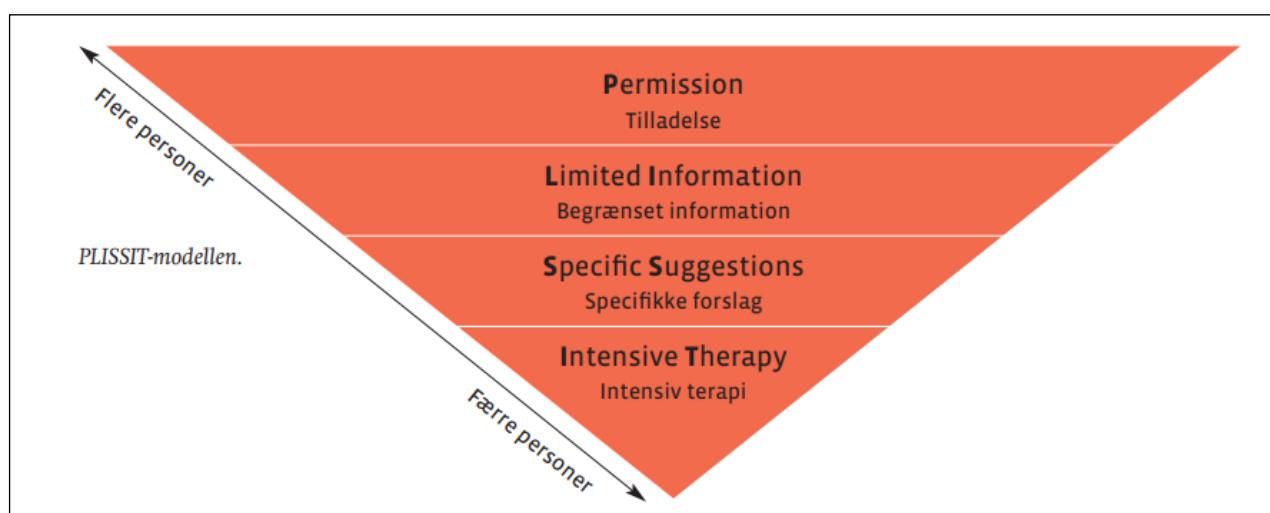 Permission
Tilladelse
Flere personer
Limited Information
Begrænset information
PLISSIT-modellen.
Specific Suggestions
Specifikke forslag
Intensive Therapy
Intensiv terapi
Færre personer